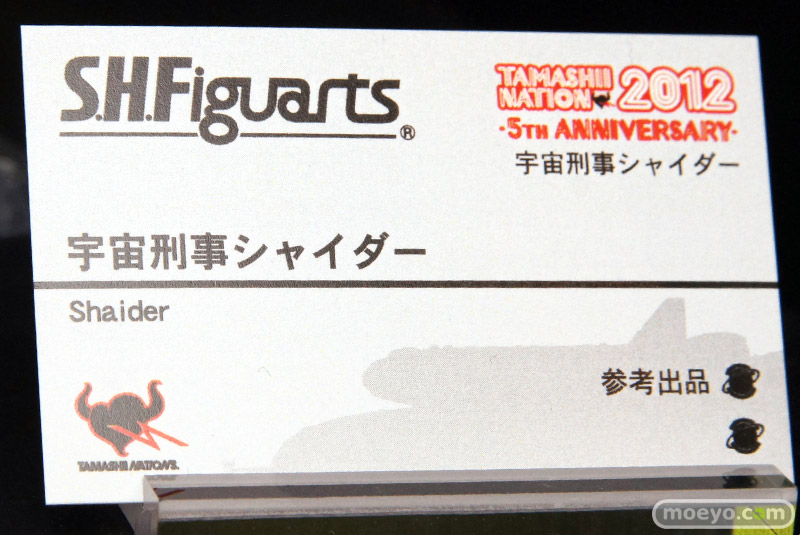 S.H.Figuarts®
TAMASHII
NATION 2012
・5TH ANNIVERSARY・
宇宙刑事シャイダー
宇宙刑事シャイダー
Shaider
参考出品
TAMASHII NATIONS.
moeyo.com